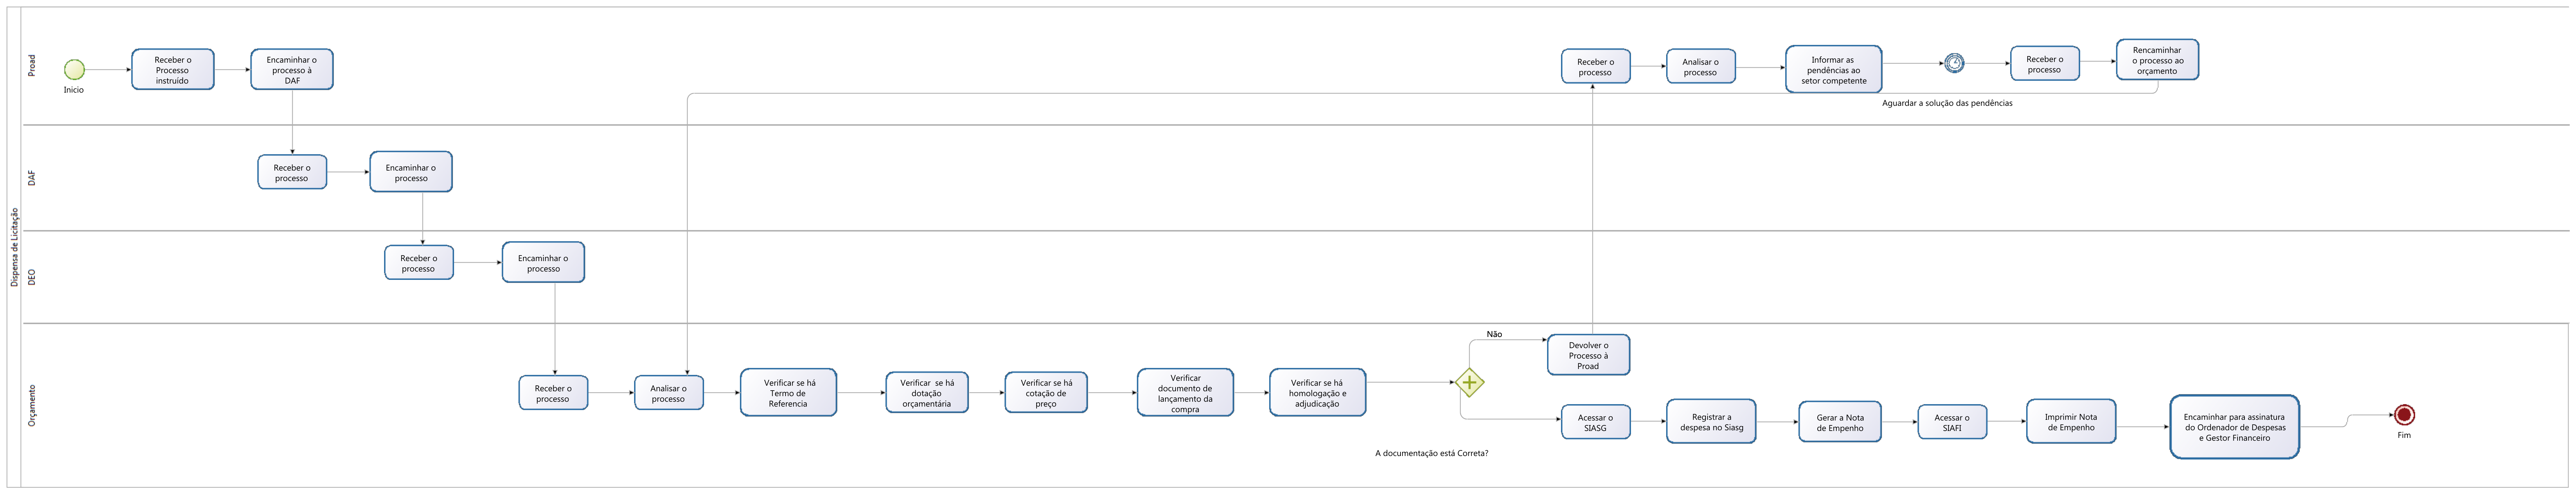 Dispensa de Licitação
Proad
Inicio
Receber o
Processo
instruído
Encaminhar o
processo à
DAF
Receber o
processo
Analisar o
processo
Informar as
pendências ao
setor competente
Aguardar a solução das pendências
Receber o
processo
Rencaminhar
o processo ao
orçamento
DAF
Receber o
processo
Encaminhar o
processo
DEO
Receber o
processo
Encaminhar o
processo
Orçamento
Receber o
processo
Analisar o
processo
Verificar se há
Termo de
Referencia
Verificar se há
dotação
orçamentária
Verificar se há
cotação de
preço
Verificar
documento de
lançamento da
compra
Verificar se há
homologação e
adjudicação
A documentação está Correta?
Não
Devolver o
Processo à
Proad
Acessar o
SIASG
Registrar a
despesa no Siasg
Gerar a Nota
de Empenho
Acessar o
SIAFI
Imprimir Nota
de Empenho
Encaminhar para assinatura
do Ordenador de Despesas
e Gestor Financeiro
Fim